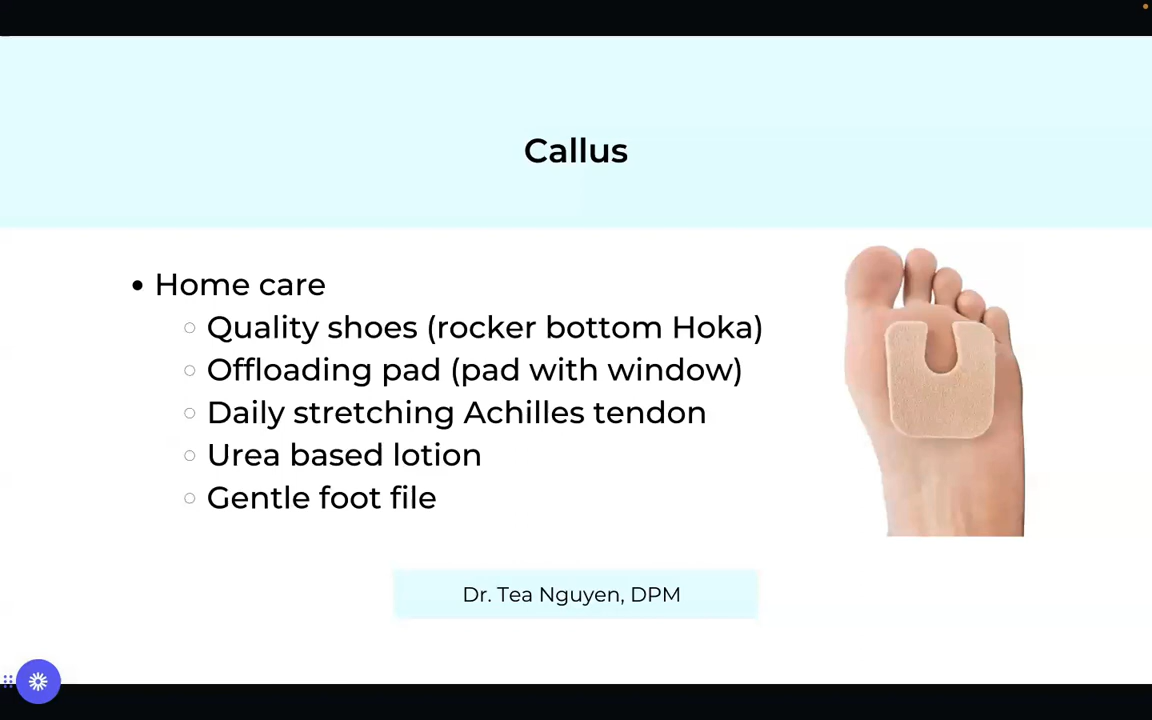 Callus
• Home care
○ Quality shoes (rocker bottom Hoka)
○ Offloading pad (pad with window)
○ Daily stretching Achilles tendon
○ Urea based lotion
○ Gentle foot file
Dr. Tea Nguyen, DPM